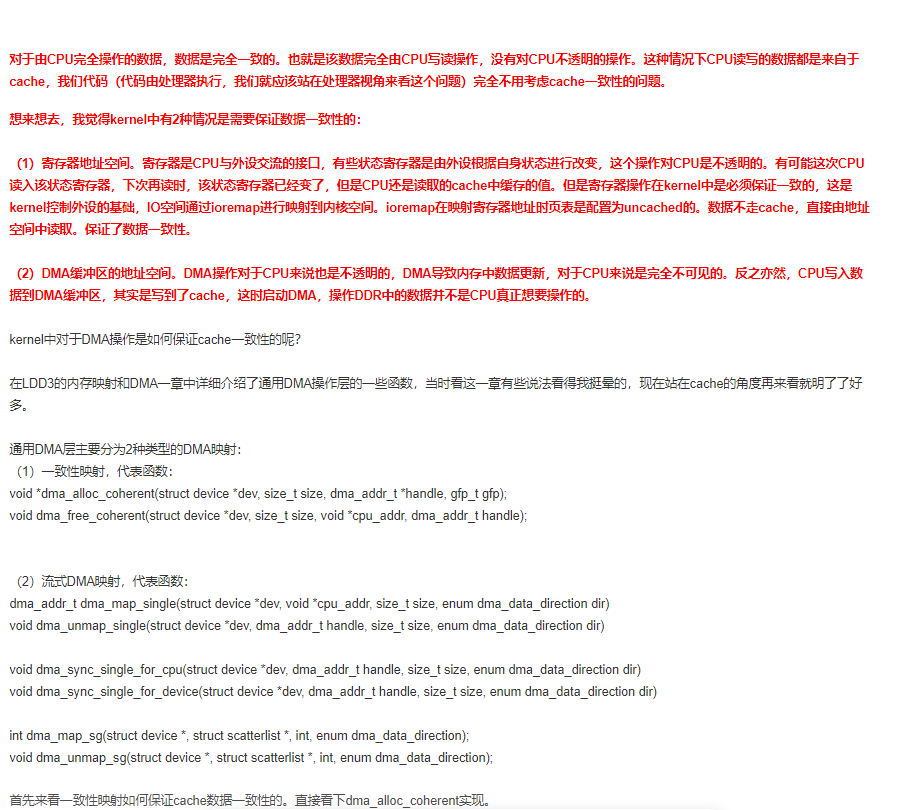 对于由CPU完全操作的数据，数据是完全一致的。也就是该数据完全由CPU写读操作，没有对CPU不透明的操作。这种情况下CPU读写的数据都是来自于
cache，我们代码（代码由处理器执行，我们就应该站在处理器视角来看这个问题）完全不用考虑cache一致性的问题。
想来想去，我觉得kernel中有2种情况是需要保证数据一致性的：
（1）寄存器地址空间。寄存器是CPU与外设交流的接口，有些状态寄存器是由外设根据自身状态进行改变，这个操作对CPU是不透明的。有可能这次CPU
读入该状态寄存器，下次再读时，该状态寄存器已经变了，但是CPU还是读取的cache中缓存的值。但是寄存器操作在kernel中是必须保证一致的，这是
kernel控制外设的基础，IO空间通过ioremap进行映射到内核空间。ioremap在映射寄存器地址时页表是配置为uncached的。数据不走cache，直接由地址
空间中读取。保证了数据一致性。
（2）DMA缓冲区的地址空间。DMA操作对于CPU来说也是不透明的，DMA导致内存中数据更新，对于CPU来说是完全不可见的。反之亦然，CPU写入数
据到DMA缓冲区，其实是写到了cache，这时启动DMA，操作DDR中的数据并不是CPU真正想要操作的。
kernel中对于DMA操作是如何保证cache一致性的呢？
在LDD3的内存映射和DMA一章中详细介绍了通用DMA操作层的一些函数，当时看这一章有些说法看得我挺晕的，现在站在cache的角度再来看就明了了好
多。
通用DMA层主要分为2种类型的DMA映射：
（1）一致性映射，代表函数：
void *dma_alloc_coherent(struct device *dev, size_t size, dma_addr_t *handle, gfp_t gfp);
void dma_free_coherent(struct device *dev, size_t size, void *cpu_addr, dma_addr_t handle);
（2）流式DMA映射，代表函数：
dma_addr_t dma_map_single(struct device *dev, void *cpu_addr, size_t size, enum dma_data_direction dir)
void dma_unmap_single(struct device *dev, dma_addr_t handle, size_t size, enum dma_data_direction dir)
void dma_sync_single_for_cpu(struct device *dev, dma_addr_t handle, size_t size, enum dma_data_direction dir)
void dma_sync_single_for_device(struct device *dev, dma_addr_t handle, size_t size, enum dma_data_direction dir)
int dma_map_sg(struct device *, struct scatterlist *, int, enum dma_data_direction);
void dma_unmap_sg(struct device *, struct scatterlist *, int, enum dma_data_direction);
首先来看一致性映射如何保证cache数据一致性的。直接看下dma_alloc_coherent实现。